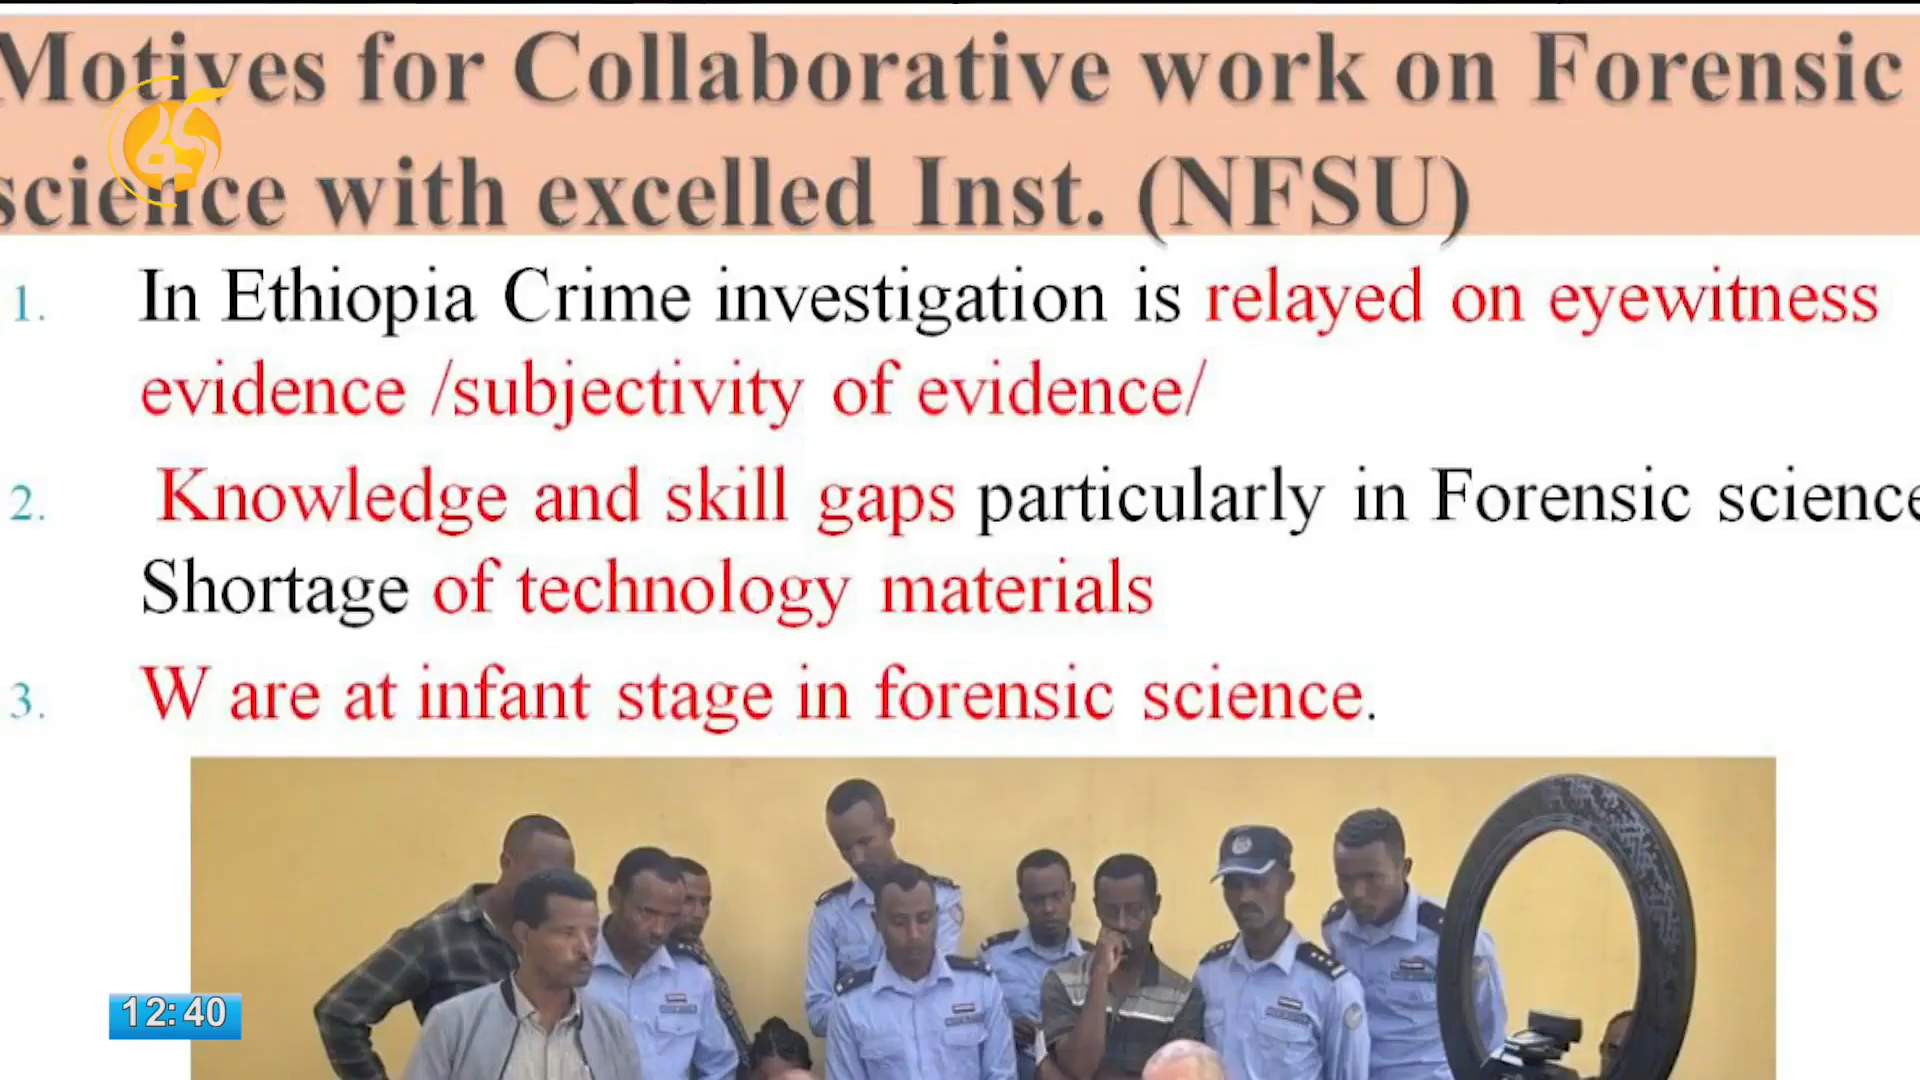 Motives for Collaborative work on Forensic
science with excelled Inst. (NFSU)
1. In Ethiopia Crime investigation is relayed on eyewitness
evidence /subjectivity of evidence/
2. Knowledge and skill gaps particularly in Forensic science
Shortage of technology materials
3. W are at infant stage in forensic science.
12:40